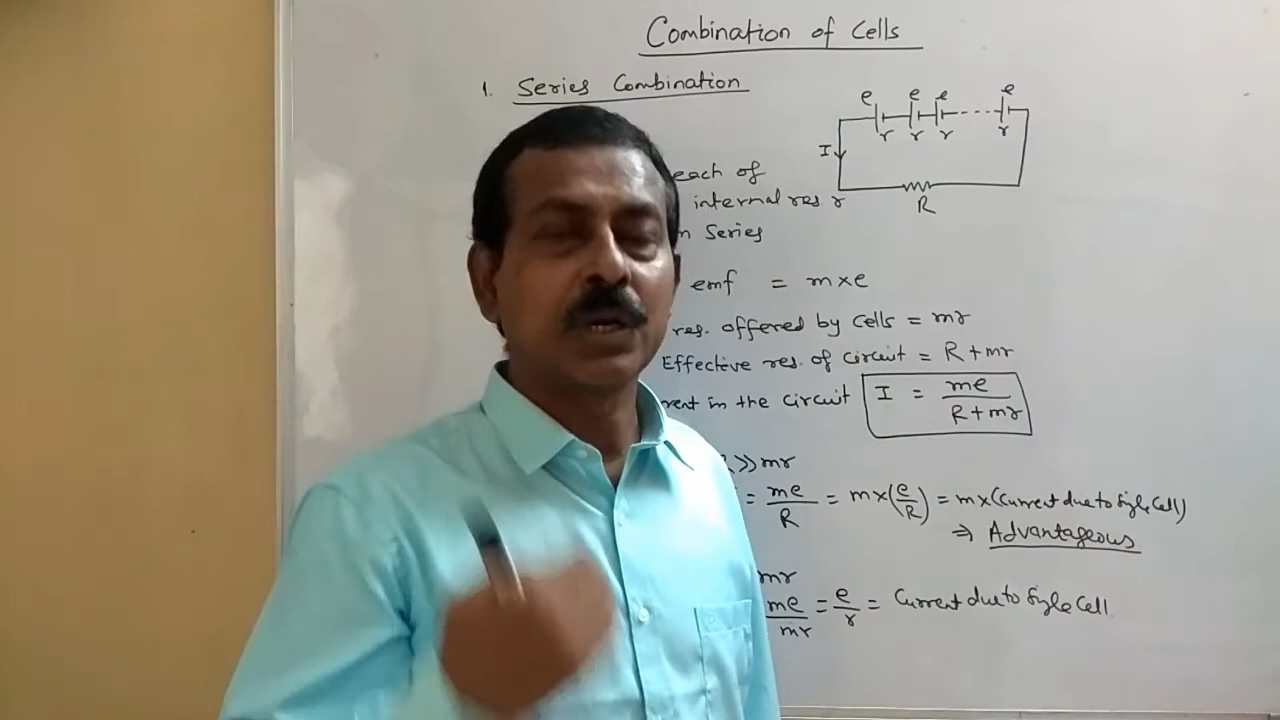 Combination of Cells
1. Series Combination
e e e e
r r r r
I
R
each of
internal res. r
Series
emf = m×e
res. offered by Cells = mr
Effective res. of Circuit = R+mr
in the Circuit I = me / R+mr
≫mr
= me/R = m×(e/R) = m×(Current due to Single Cell)
⇒ Advantageous
mr
me/mr = e/r = Current due to Single Cell